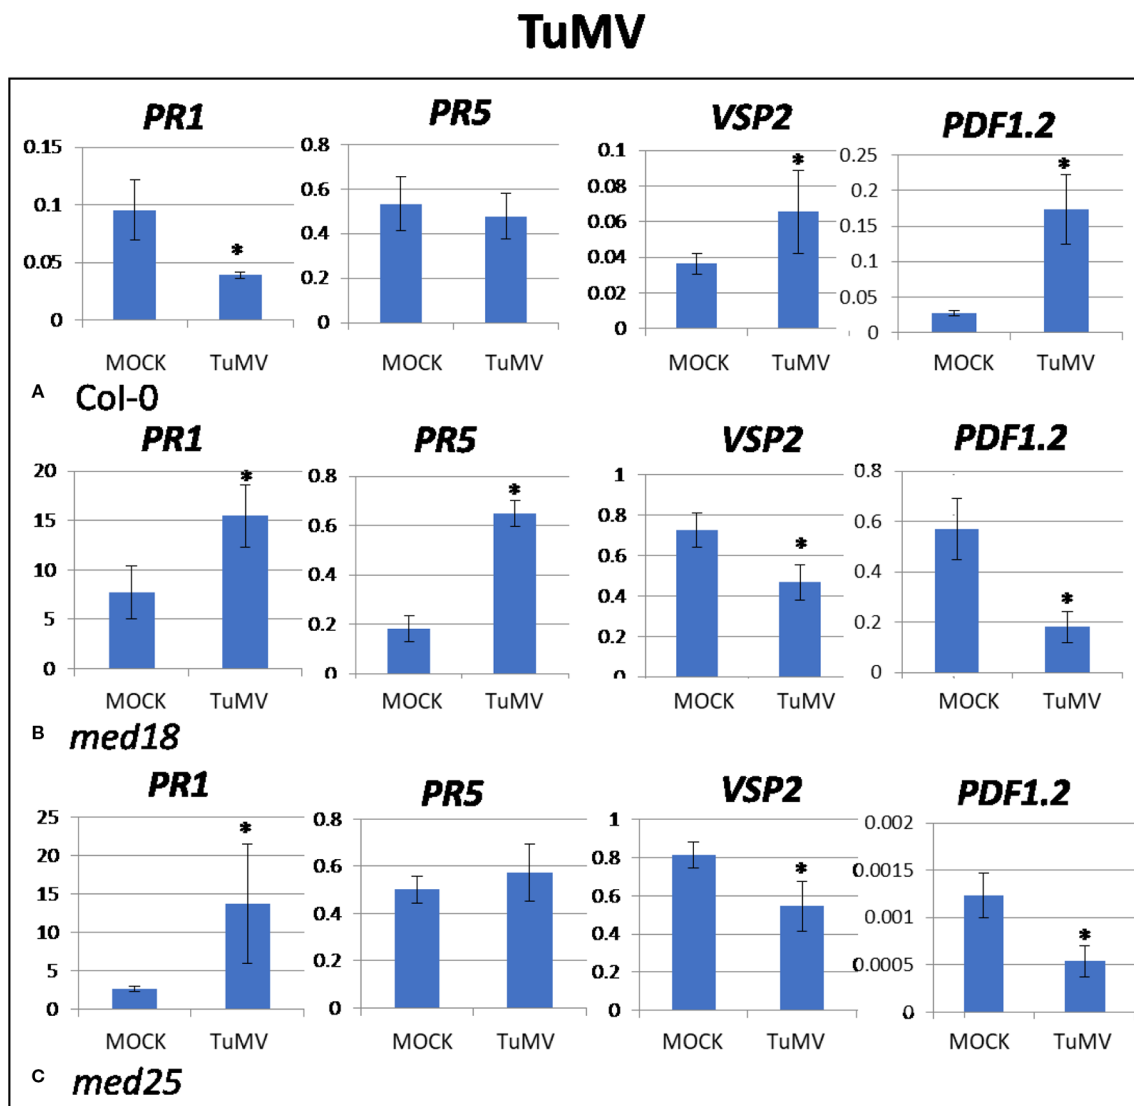 TuMV
PR1 PR5 VSP2 PDF1.2
0.15 0.8 0.1 0.25
0.1 0.6 0.08 0.2
0.05 0.4 0.06 0.15
0 0.2 0.04 0.1
0 0.02 0.05
0 0
* * *
MOCK TuMV MOCK TuMV MOCK TuMV MOCK TuMV
A Col-0
PR1 PR5 VSP2 PDF1.2
20 0.8 1 0.8
15 0.6 0.8 0.6
10 0.4 0.6 0.4
5 0.2 0.4 0.2
0 0 0.2 0
0
* * * *
MOCK TuMV MOCK TuMV MOCK TuMV MOCK TuMV
B med18
PR1 PR5 VSP2 PDF1.2
25 0.8 1 0.002
20 0.6 0.8 0.0015
15 0.4 0.6 0.001
10 0.2 0.4 0.0005
5 0 0.2 0
0 0
* * *
MOCK TuMV MOCK TuMV MOCK TuMV MOCK TuMV
C med25